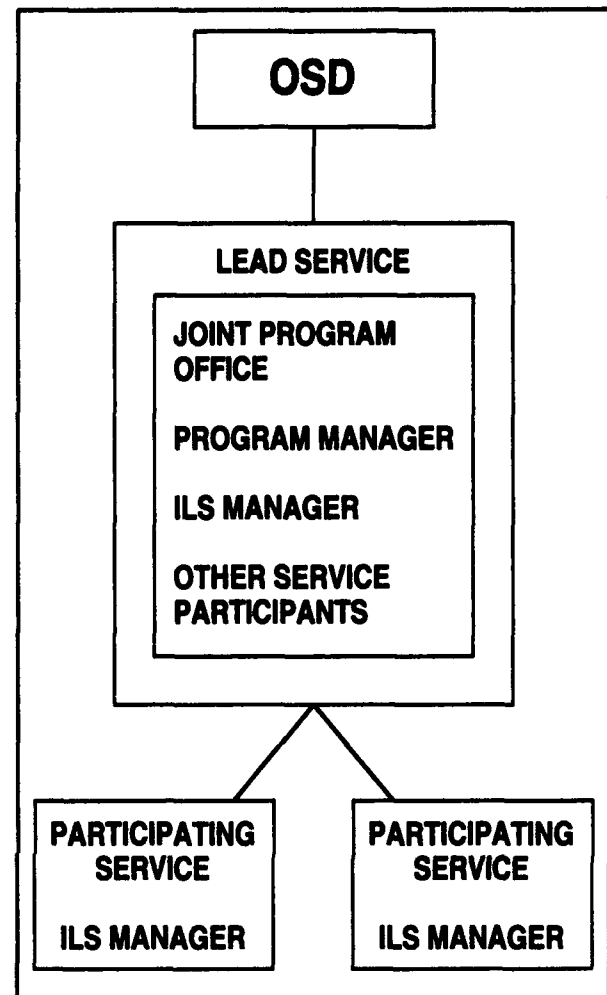 OSD
LEAD SERVICE
JOINT PROGRAM
OFFICE
PROGRAM MANAGER
ILS MANAGER
OTHER SERVICE
PARTICIPANTS
PARTICIPATING
SERVICE
ILS MANAGER
PARTICIPATING
SERVICE
ILS MANAGER